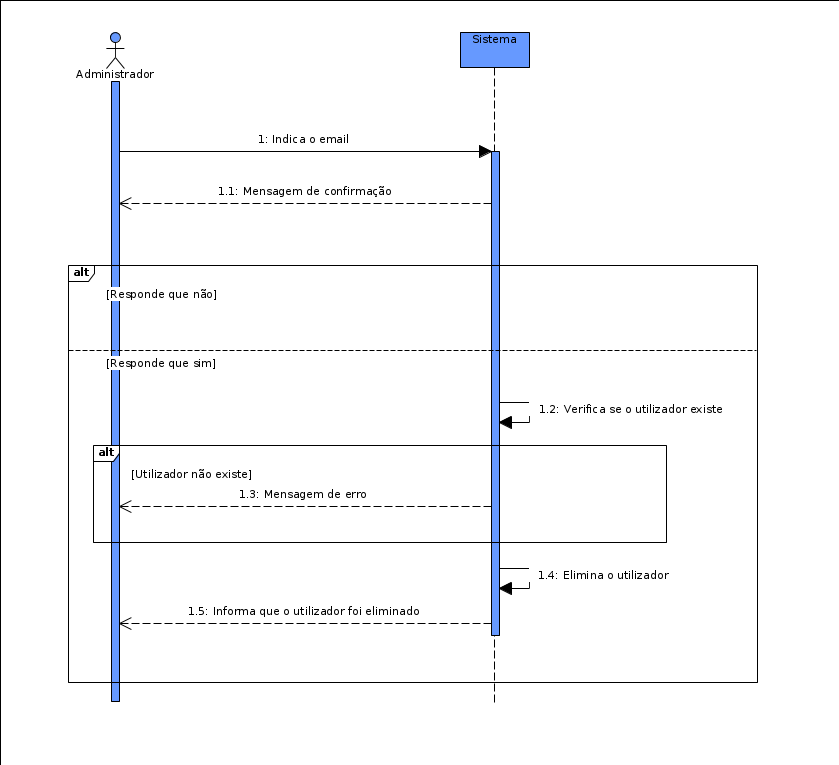 Sistema
Administrador
1: Indica o email
1.1: Mensagem de confirmação
alt
[Responde que não]
[Responde que sim]
1.2: Verifica se o utilizador existe
alt
[Utilizador não existe]
1.3: Mensagem de erro
1.4: Elimina o utilizador
1.5: Informa que o utilizador foi eliminado